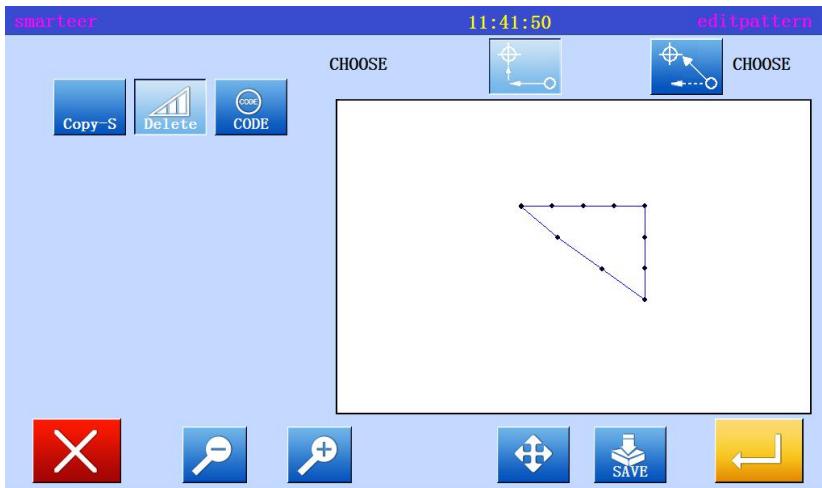 smarteer 11:41:50 editpattern
CHOOSE CHOOSE
Copy-S Delete CODE CODE
SAVE